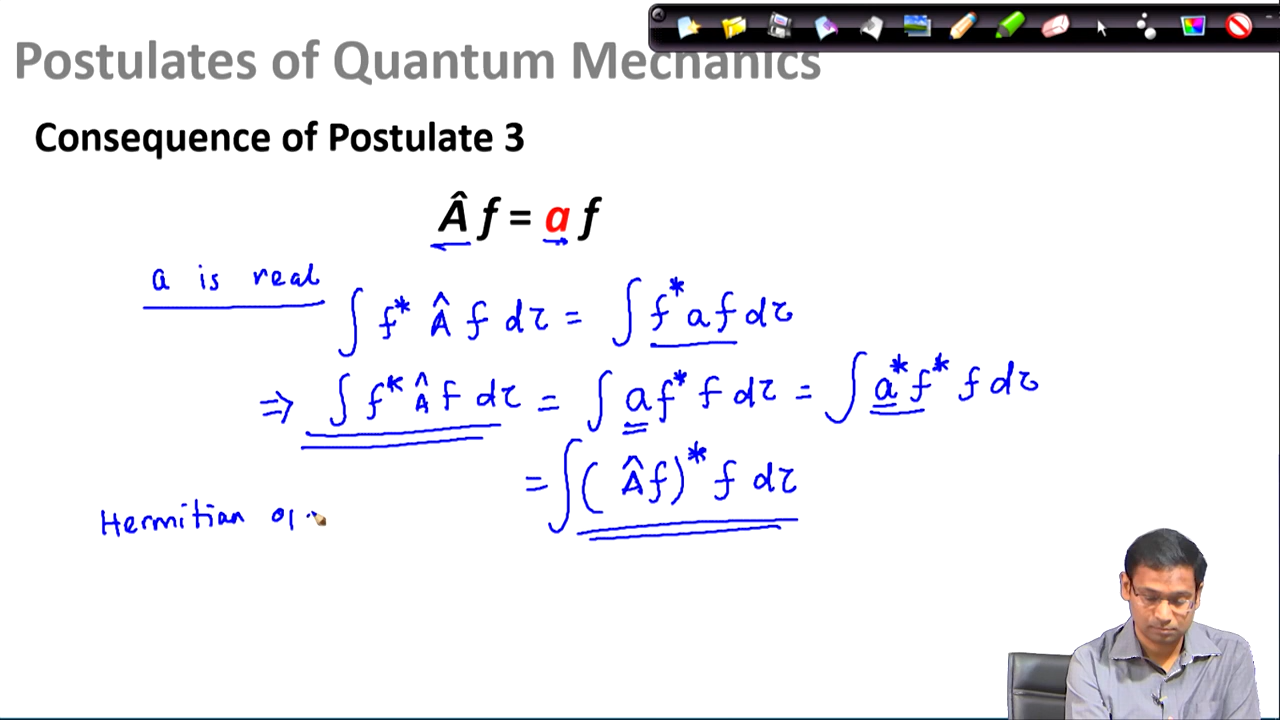 Postulates of Quantum Mechanics
Consequence of Postulate 3
Â f = a f
a is real
∫ f* Â f dτ = ∫ f* a f dτ
⇒ ∫ f* Â f dτ = ∫ a f* f dτ = ∫ a* f* f dτ
= ∫ ( Â f )* f dτ
Hermitian